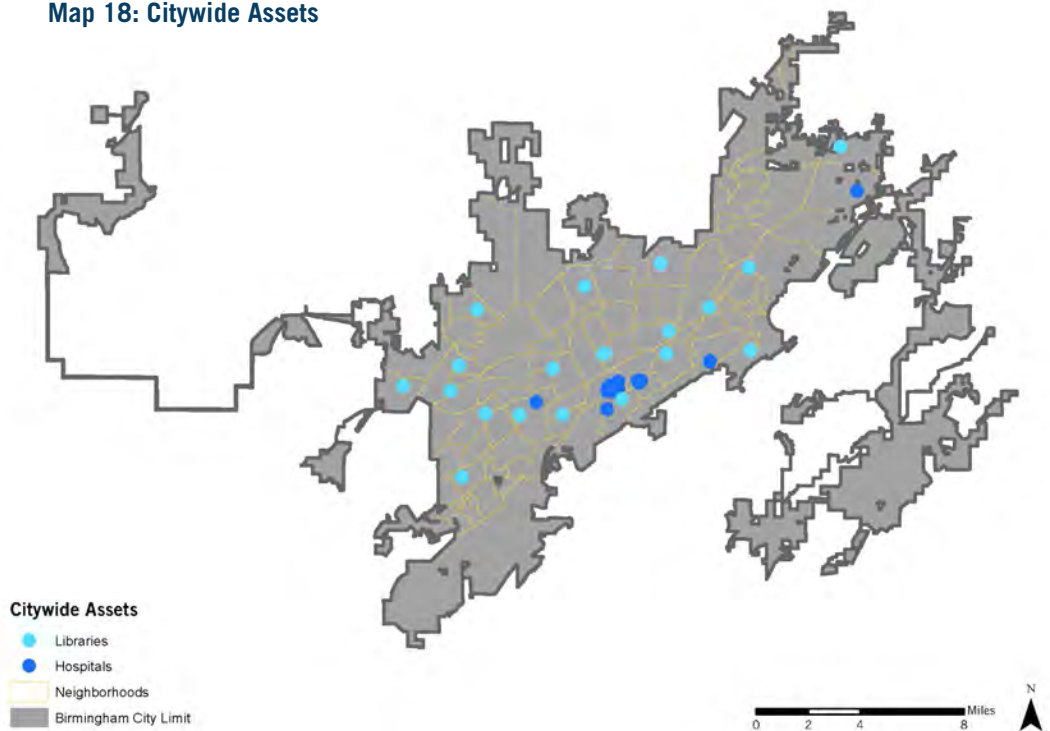 Map 18: Citywide Assets
Citywide Assets
Libraries
Hospitals
Neighborhoods
Birmingham City Limit
N
Miles
0 2 4 8